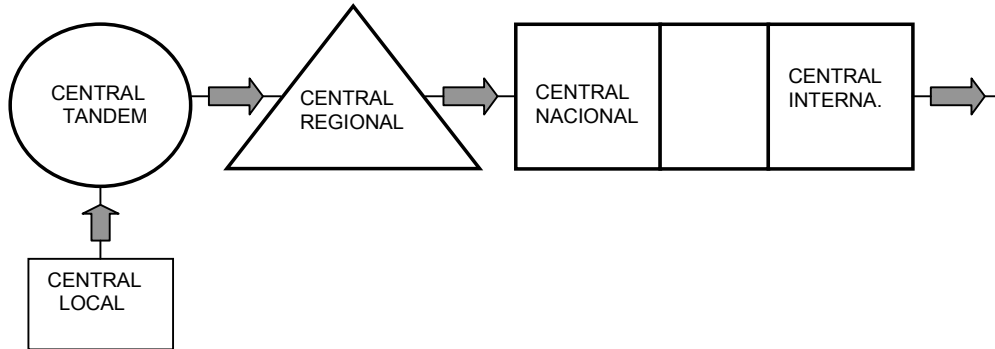 CENTRAL
TANDEM
CENTRAL
REGIONAL
CENTRAL
NACIONAL
CENTRAL
INTERNA.
CENTRAL
LOCAL